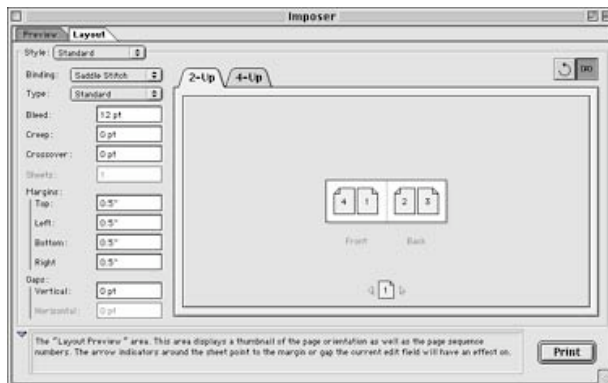 Imposer
Preview Layout
Style: Standard
Binding: Saddle Stitch
Type: Standard
Bleed: 12 pt
Creep: 0 pt
Crossover: 0 pt
Sheets: 1
Margins:
Top: 0.5"
Left: 0.5"
Bottom: 0.5"
Right 0.5"
Gaps:
Vertical: 0 pt
Horizontal: 0 pt
2-Up 4-Up
4 1 2 3
Front Back
1
The "Layout Preview" area. This area displays a thumbnail of the page orientation as well as the page sequence
numbers. The arrow indicators around the sheet point to the margin or gap the current edit field will have an effect on.
Print